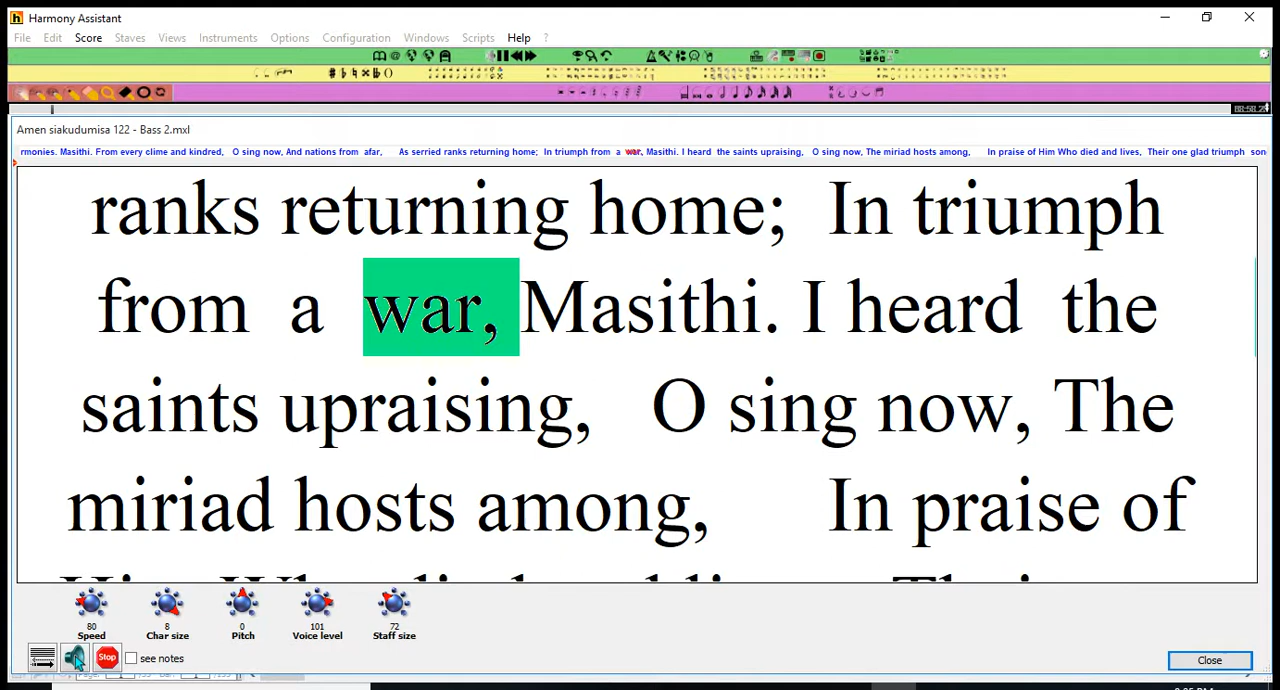 Harmony Assistant
File Edit Score Staves Views Instruments Options Configuration Windows Scripts Help ?
Amen siakudumisa 122 - Bass 2.mxl
rmonies. Masithi. From every clime and kindred, O sing now, And nations from afar, As serried ranks returning home; In triumph from a war, Masithi. I heard the saints upraising, O sing now, The miriad hosts among, In praise of Him Who died and lives, Their one glad triumph son
ranks returning home; In triumph
from a war, Masithi. I heard the
saints upraising, O sing now, The
miriad hosts among, In praise of
80 8 0 101 72
Speed Char size Pitch Voice level Staff size
Stop see notes
Close